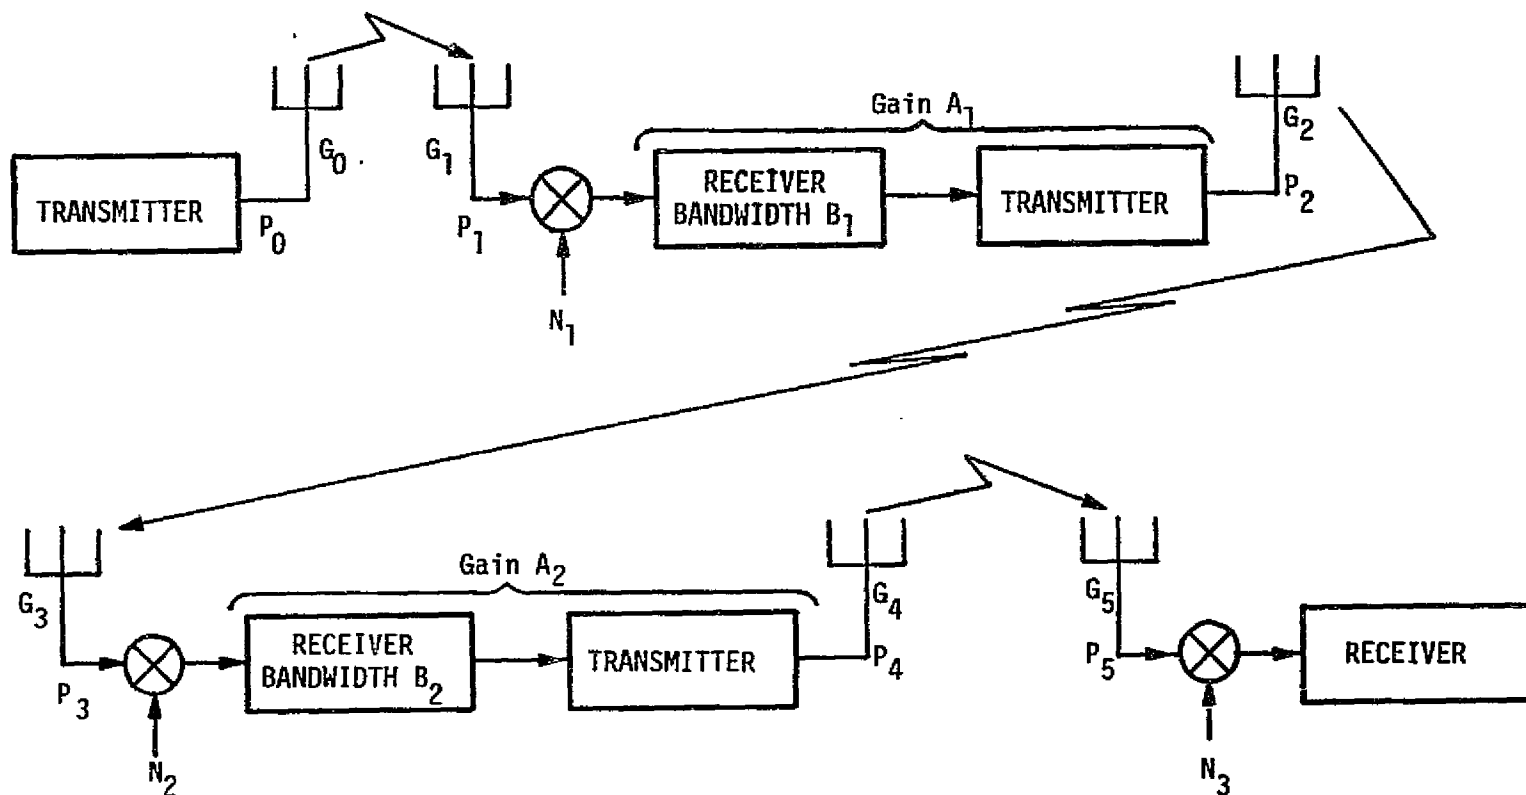 Gain A1
G0
G1
G2
TRANSMITTER
P0
P1
RECEIVER
BANDWIDTH B1
TRANSMITTER
P2
N1
Gain A2
G3
G4
G5
P3
RECEIVER
BANDWIDTH B2
TRANSMITTER
P4
P5
RECEIVER
N2
N3